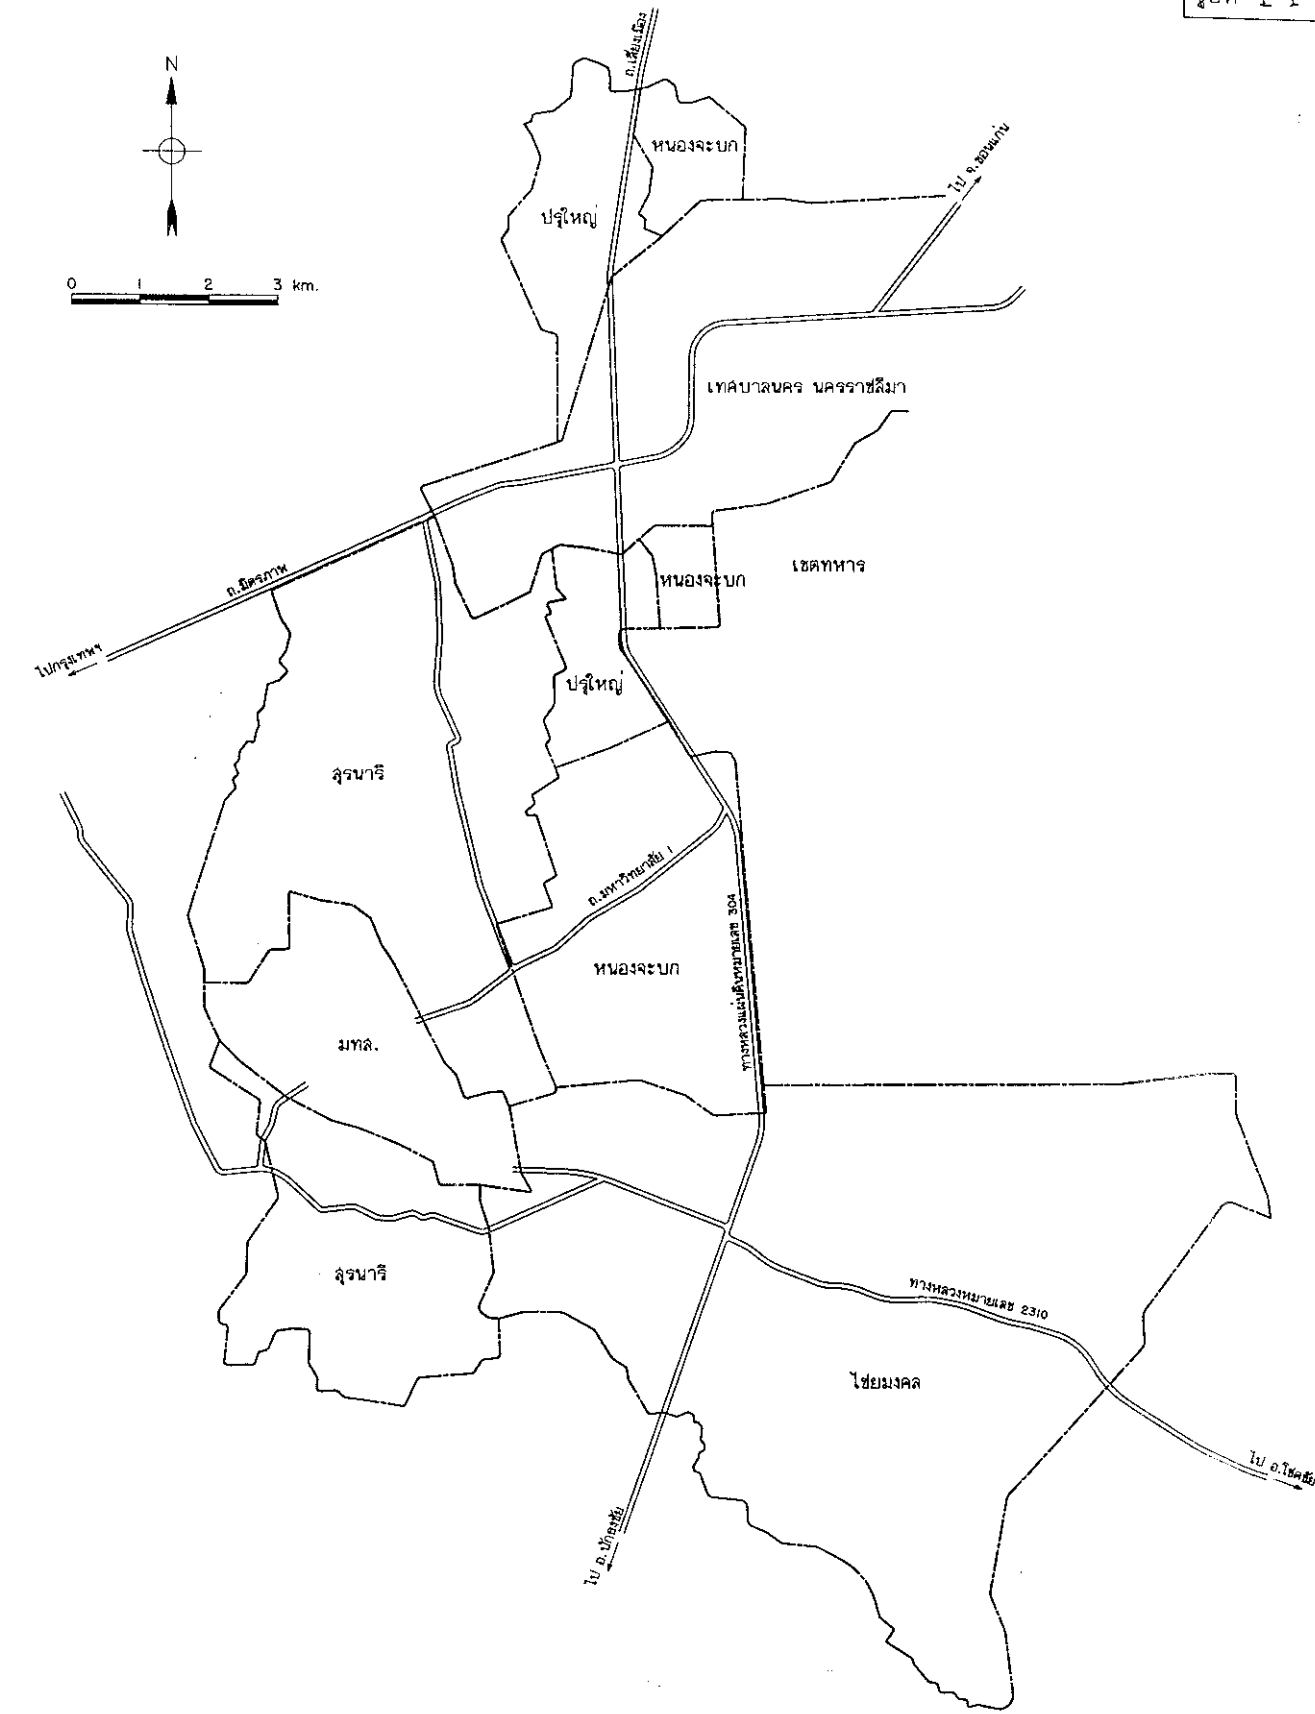 รูปที่ 1 1
ถ.เลี่ยงเมือง
N
หนองจะบก
ไป จ.ขอนแก่น
ปรุใหญ่
0 1 2 3 km.
เทศบาลนคร นครราชสีมา
หนองจะบก
เขตทหาร
ถ.มิตรภาพ
ไปกรุงเทพฯ
ปรุใหญ่
สุรนารี
ถ.มหาวิทยาลัย 1
ทางหลวงแผ่นดินหมายเลข 304
หนองจะบก
มทส.
สุรนารี
ทางหลวงหมายเลข 2310
ไชยมงคล
ไป อ.โชคชัย
ไป อ.ปักธงชัย